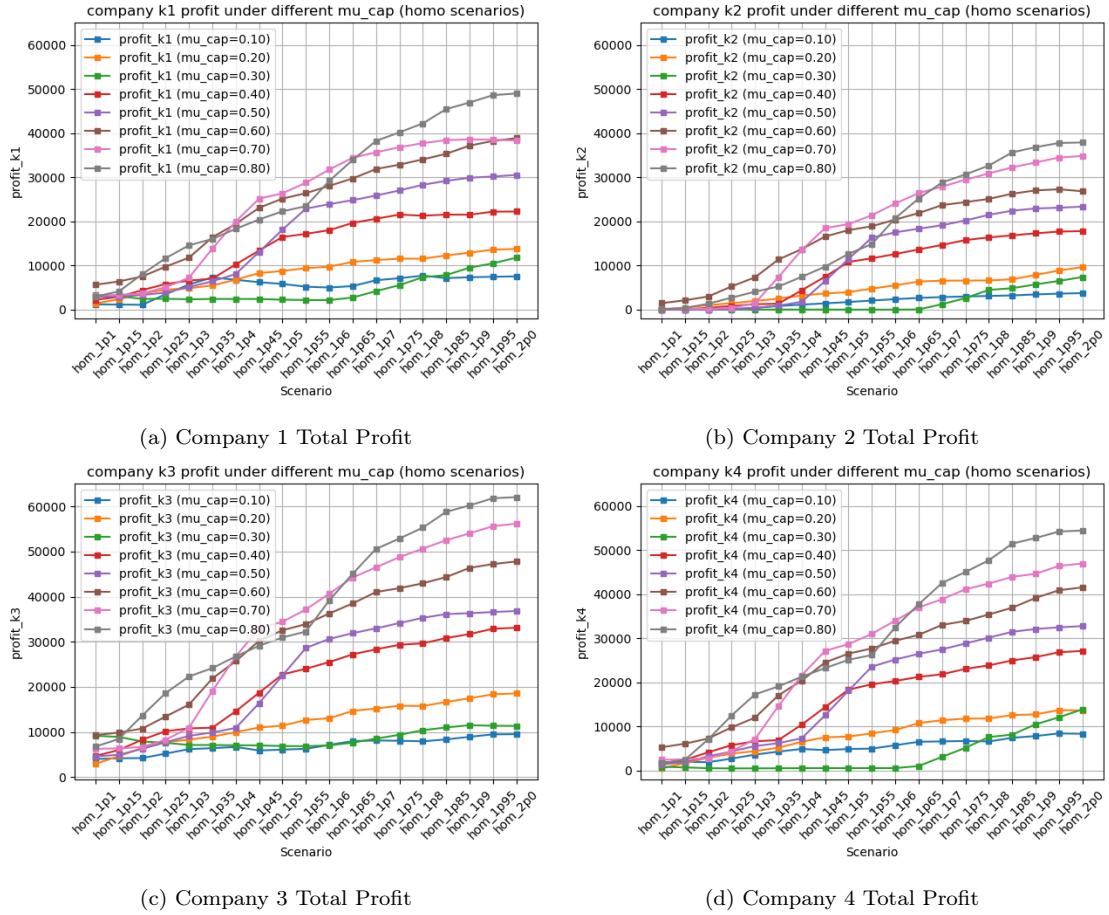 company k1 profit under different mu_cap (homo scenarios)
60000
50000
40000
30000
20000
10000
0
profit_k1
profit_k1 (mu_cap=0.10)
profit_k1 (mu_cap=0.20)
profit_k1 (mu_cap=0.30)
profit_k1 (mu_cap=0.40)
profit_k1 (mu_cap=0.50)
profit_k1 (mu_cap=0.60)
profit_k1 (mu_cap=0.70)
profit_k1 (mu_cap=0.80)
hom_1p1
hom_1p15
hom_1p2
hom_1p25
hom_1p3
hom_1p35
hom_1p4
hom_1p45
hom_1p5
hom_1p55
hom_1p6
hom_1p65
hom_1p7
hom_1p75
hom_1p8
hom_1p85
hom_1p9
hom_1p95
hom_2p0
Scenario
(a) Company 1 Total Profit
company k2 profit under different mu_cap (homo scenarios)
60000
50000
40000
30000
20000
10000
0
profit_k2
profit_k2 (mu_cap=0.10)
profit_k2 (mu_cap=0.20)
profit_k2 (mu_cap=0.30)
profit_k2 (mu_cap=0.40)
profit_k2 (mu_cap=0.50)
profit_k2 (mu_cap=0.60)
profit_k2 (mu_cap=0.70)
profit_k2 (mu_cap=0.80)
hom_1p1
hom_1p15
hom_1p2
hom_1p25
hom_1p3
hom_1p35
hom_1p4
hom_1p45
hom_1p5
hom_1p55
hom_1p6
hom_1p65
hom_1p7
hom_1p75
hom_1p8
hom_1p85
hom_1p9
hom_1p95
hom_2p0
Scenario
(b) Company 2 Total Profit
company k3 profit under different mu_cap (homo scenarios)
60000
50000
40000
30000
20000
10000
0
profit_k3
profit_k3 (mu_cap=0.10)
profit_k3 (mu_cap=0.20)
profit_k3 (mu_cap=0.30)
profit_k3 (mu_cap=0.40)
profit_k3 (mu_cap=0.50)
profit_k3 (mu_cap=0.60)
profit_k3 (mu_cap=0.70)
profit_k3 (mu_cap=0.80)
hom_1p1
hom_1p15
hom_1p2
hom_1p25
hom_1p3
hom_1p35
hom_1p4
hom_1p45
hom_1p5
hom_1p55
hom_1p6
hom_1p65
hom_1p7
hom_1p75
hom_1p8
hom_1p85
hom_1p9
hom_1p95
hom_2p0
Scenario
(c) Company 3 Total Profit
company k4 profit under different mu_cap (homo scenarios)
60000
50000
40000
30000
20000
10000
0
profit_k4
profit_k4 (mu_cap=0.10)
profit_k4 (mu_cap=0.20)
profit_k4 (mu_cap=0.30)
profit_k4 (mu_cap=0.40)
profit_k4 (mu_cap=0.50)
profit_k4 (mu_cap=0.60)
profit_k4 (mu_cap=0.70)
profit_k4 (mu_cap=0.80)
hom_1p1
hom_1p15
hom_1p2
hom_1p25
hom_1p3
hom_1p35
hom_1p4
hom_1p45
hom_1p5
hom_1p55
hom_1p6
hom_1p65
hom_1p7
hom_1p75
hom_1p8
hom_1p85
hom_1p9
hom_1p95
hom_2p0
Scenario
(d) Company 4 Total Profit